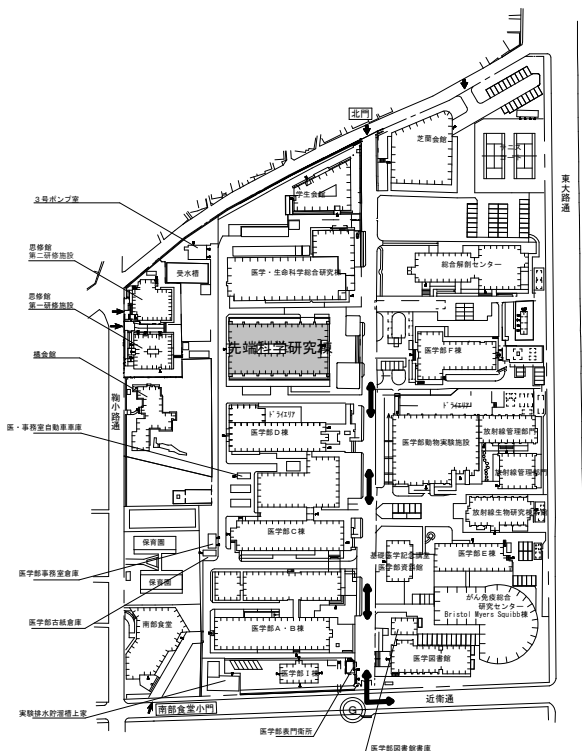 北門
芝蘭会館
テニス
コート
東大路通
学生会館
3号ポンプ室
思修館
第二研修施設
受水槽
医学・生命科学総合研究棟
総合解剖センター
思修館
第一研修施設
先端科学研究棟
医学部F棟
橘会館
鞠小路通
ドライエリア
ドライエリア
医学部D棟
医・事務室自動車車庫
医学部動物実験施設
放射線管理部門
放射線管理部門
放射線生物研究棟
医学部C棟
保育園
基礎医学記念講堂
医学部資料館
医学部E棟
医学部事務室倉庫
保育園
がん免疫総合
研究センター
Bristol Myers Squibb棟
医学部古紙倉庫
南部食堂
医学部A・B棟
医学部図書館
医学部I棟
実験排水貯溜槽上家
南部食堂小門
G
近衛通
医学部表門衛所
医学部図書館書庫